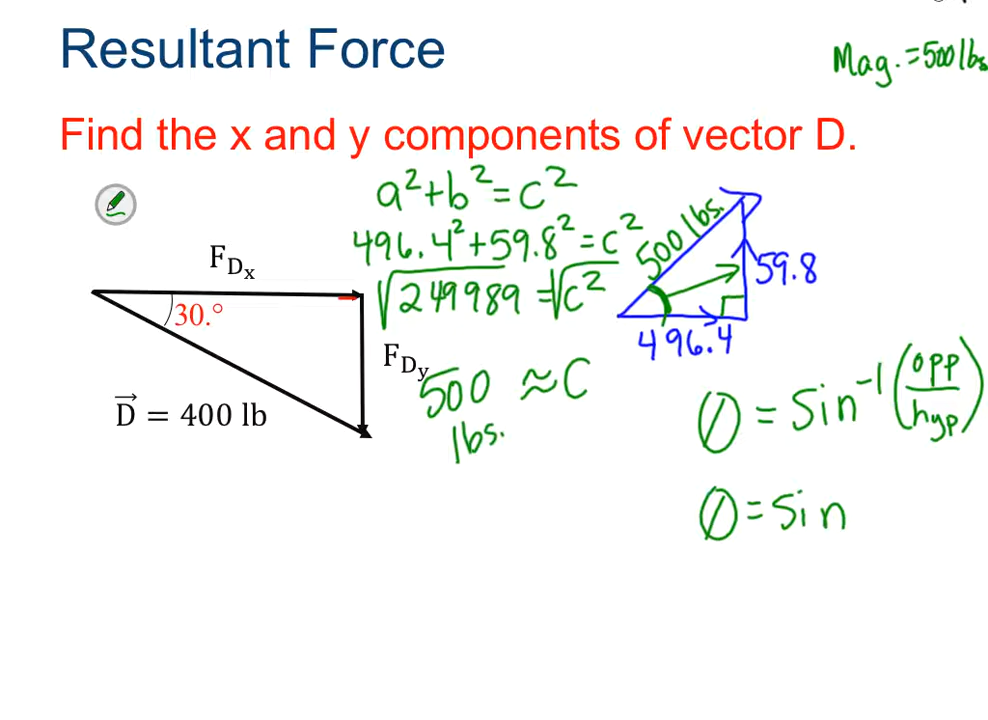 Resultant Force
Mag. = 500 lbs
Find the x and y components of vector D.
a² + b² = c²
496.4² + 59.8² = c²
√249989 = √c²
500 ≈ C
lbs.
F_Dx
30.°
F_Dy
D⃗ = 400 lb
500 lbs.
59.8
496.4
∅ = Sin⁻¹(opp/hyp)
∅ = Sin